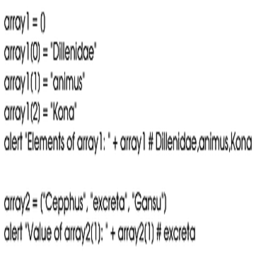 array1 = ()
array1(0) = "Dillenidae"
array1(1) = "animus"
array1(2) = "Kona"
alert "Elements of array1: " + array1 # Dillenidae,animus,Kona
array2 = ("Cepphus", "excreta", "Gansu")
alert "Value of array2(1): " + array2(1) # excreta